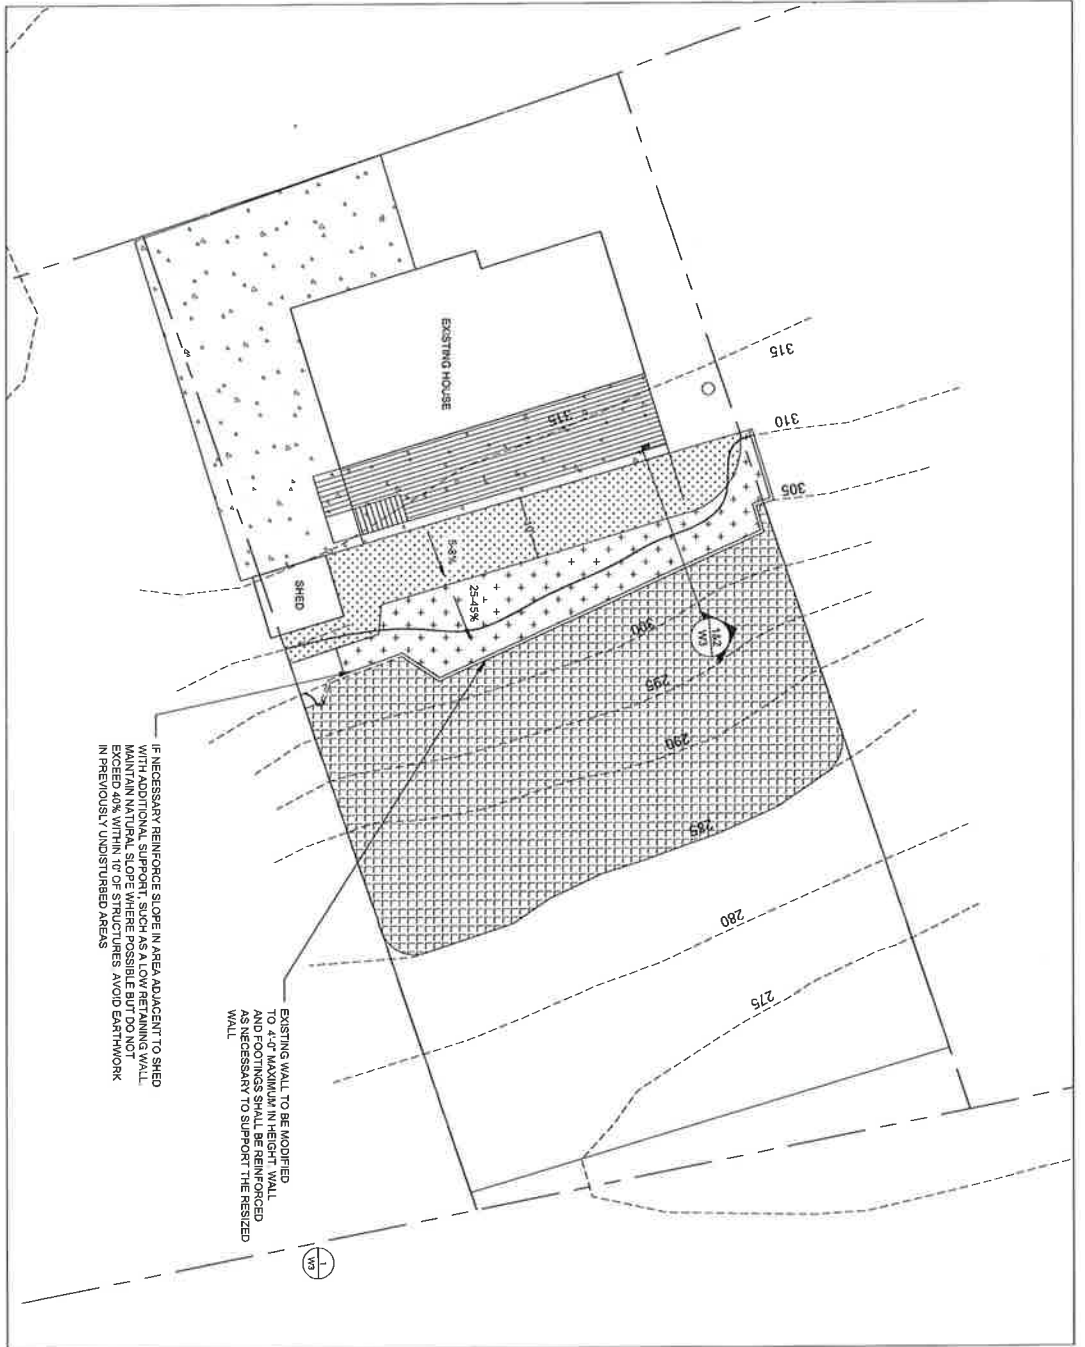 EXISTING HOUSE
315
315
310
305
10'
5-8%
25-45%
SHED
300
1&2
W3
295
290
285
280
275
IF NECESSARY REINFORCE SLOPE IN AREA ADJACENT TO SHED
WITH ADDITIONAL SUPPORT, SUCH AS A LOW RETAINING WALL.
MAINTAIN NATURAL SLOPE WHERE POSSIBLE BUT DO NOT
EXCEED 40% WITHIN 10' OF STRUCTURES. AVOID EARTHWORK
IN PREVIOUSLY UNDISTURBED AREAS
EXISTING WALL TO BE MODIFIED
TO 4'-0" MAXIMUM IN HEIGHT. WALL
AND FOOTINGS SHALL BE REINFORCED
AS NECESSARY TO SUPPORT THE RESIZED
WALL
1
W3